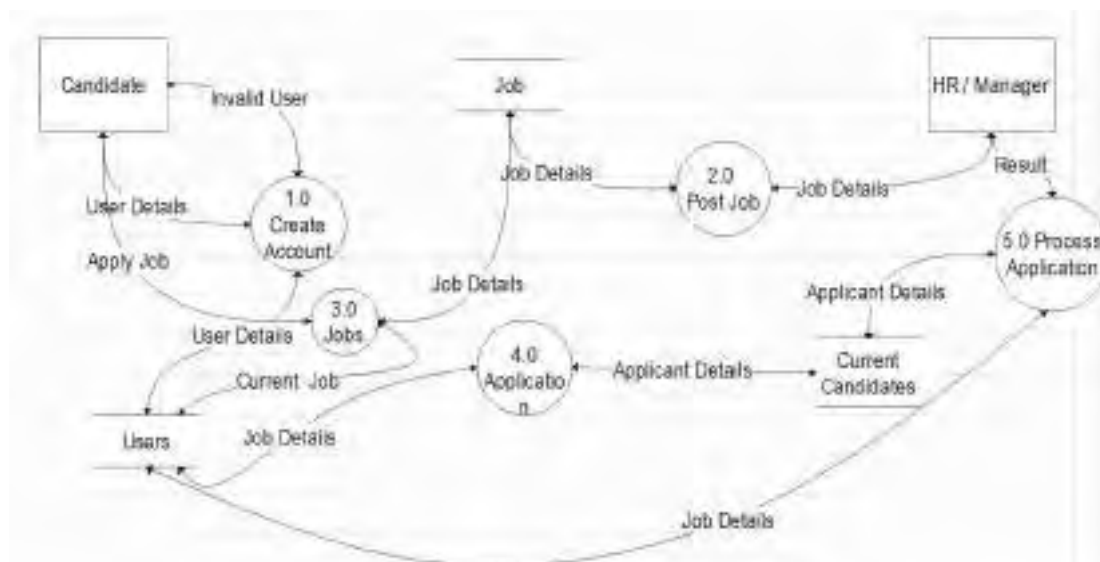 Candidate
Invalid User
Job
HR / Manager
User Details
1.0
Create
Account
Job Details
2.0
Post Job
Job Details
Result
Apply Job
5.0 Process
Application
Job Details
3.0
Jobs
User Details
Applicant Details
Current Job
4.0
Applicatio
n
Applicant Details
Current
Candidates
Users
Job Details
Job Details